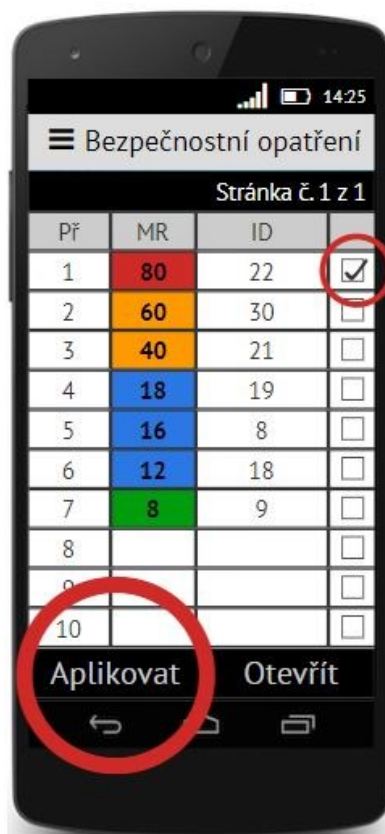 14:25
Bezpečnostní opatření
Stránka č. 1 z 1
Př MR ID
1 80 22
2 60 30
3 40 21
4 18 19
5 16 8
6 12 18
7 8 9
8
9
10
Aplikovat Otevřít